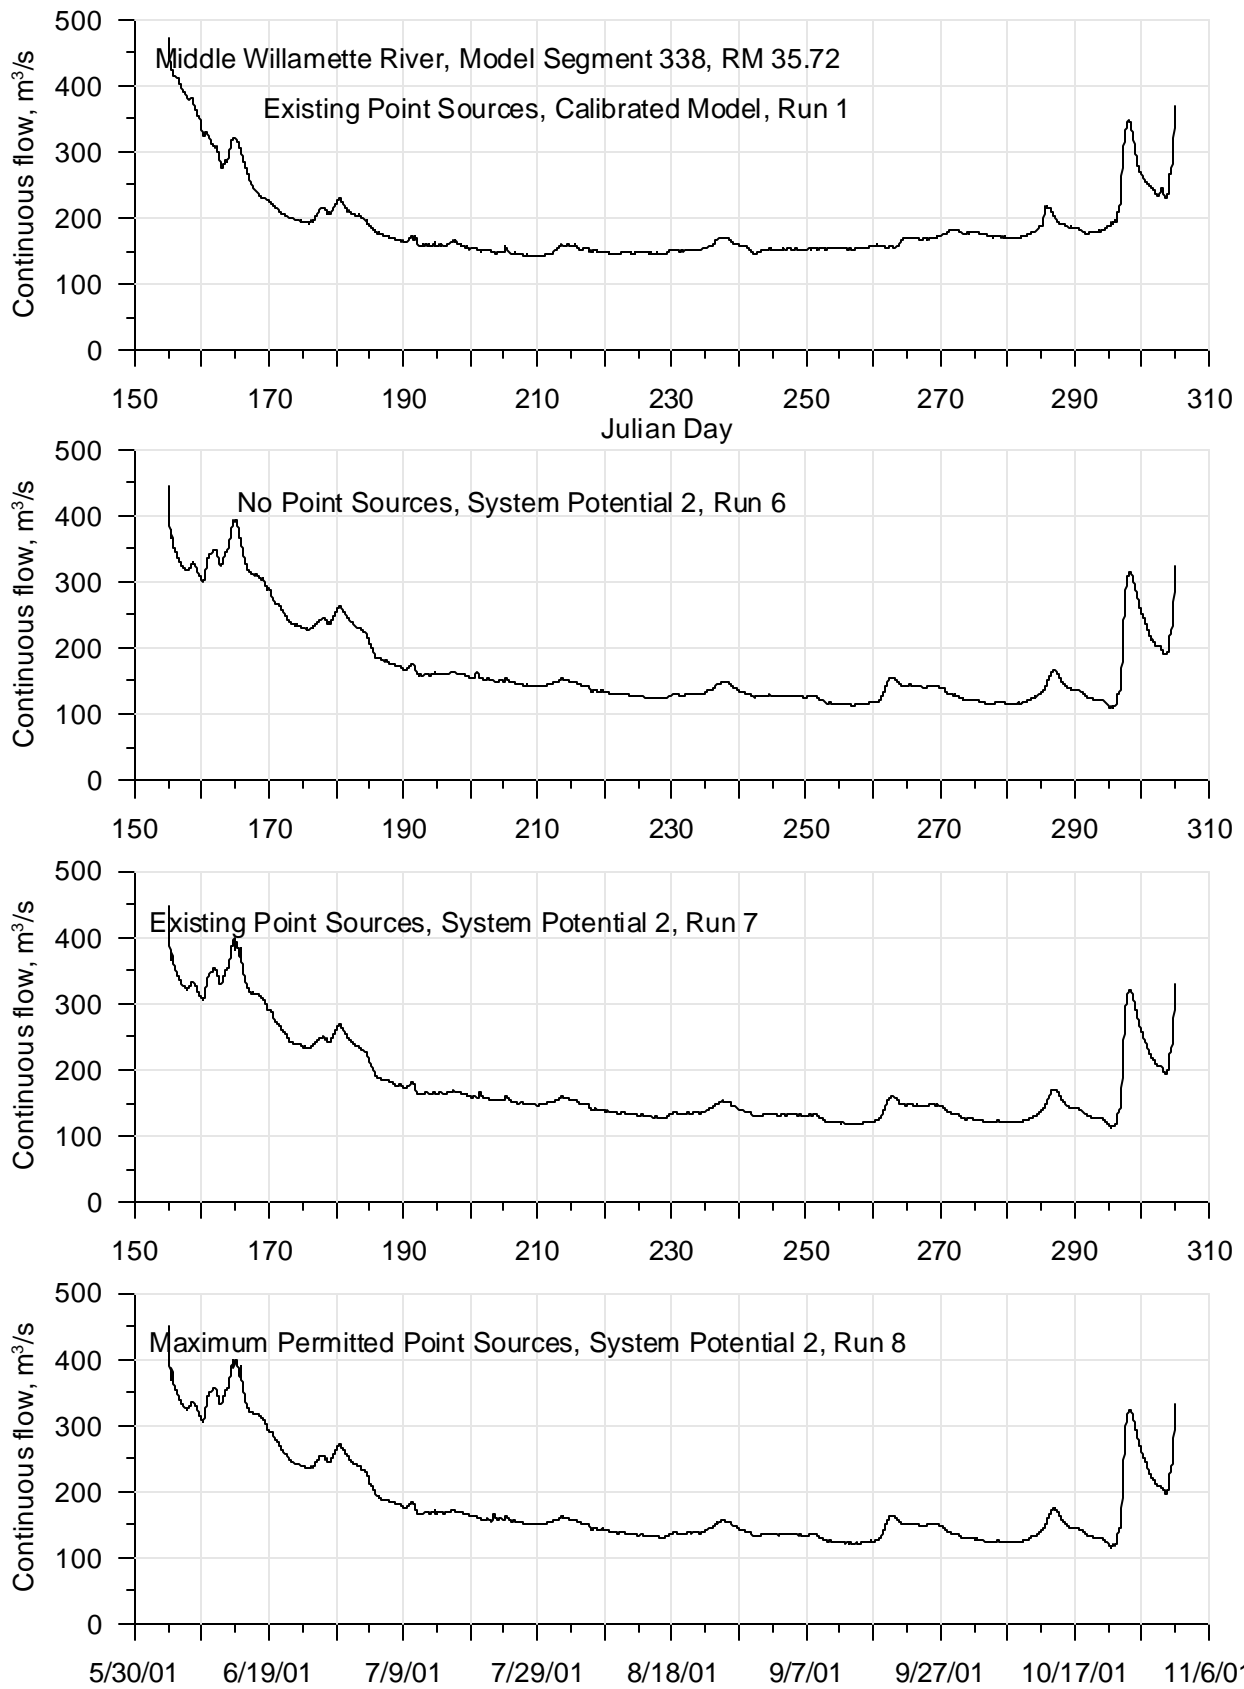 500
Middle Willamette River, Model Segment 338, RM 35.72
400
Existing Point Sources, Calibrated Model, Run 1
300
200
100
0
Continuous flow, m³/s
150 170 190 210 230 250 270 290 310
Julian Day
500
No Point Sources, System Potential 2, Run 6
400
300
200
100
0
Continuous flow, m³/s
150 170 190 210 230 250 270 290 310
500
Existing Point Sources, System Potential 2, Run 7
400
300
200
100
0
Continuous flow, m³/s
150 170 190 210 230 250 270 290 310
500
Maximum Permitted Point Sources, System Potential 2, Run 8
400
300
200
100
0
Continuous flow, m³/s
5/30/01 6/19/01 7/9/01 7/29/01 8/18/01 9/7/01 9/27/01 10/17/01 11/6/01